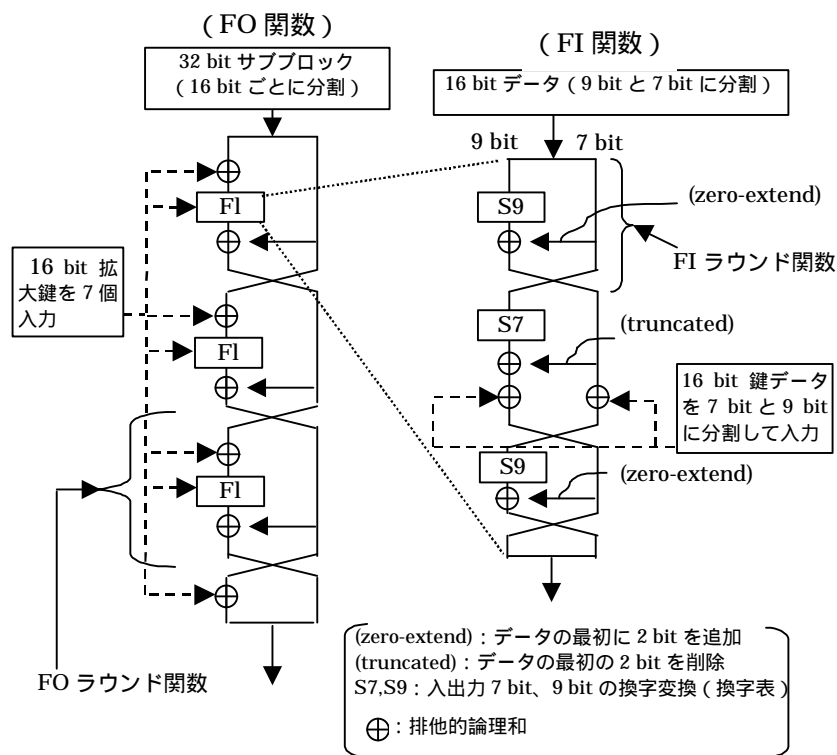 （FO 関数）
32 bit サブブロック
（16 bit ごとに分割）
Fl
Fl
Fl
16 bit 拡
大鍵を 7 個
入力
FO ラウンド関数
（FI 関数）
16 bit データ（9 bit と 7 bit に分割）
9 bit
7 bit
S9
(zero-extend)
FI ラウンド関数
S7
(truncated)
16 bit 鍵データ
を 7 bit と 9 bit
に分割して入力
S9
(zero-extend)
(zero-extend)：データの最初に 2 bit を追加
(truncated)：データの最初の 2 bit を削除
S7,S9：入出力 7 bit、9 bit の換字変換（換字表）
⊕：排他的論理和